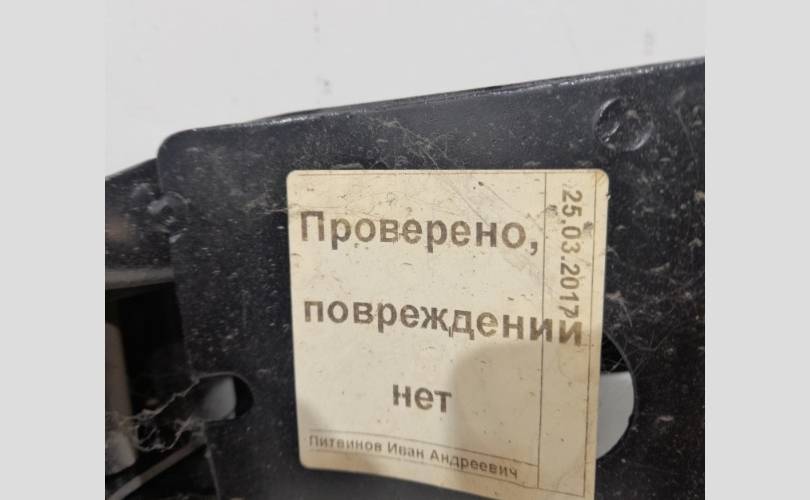 Проверено,
повреждений
нет
Литвинов Иван Андреевич
25.03.2017